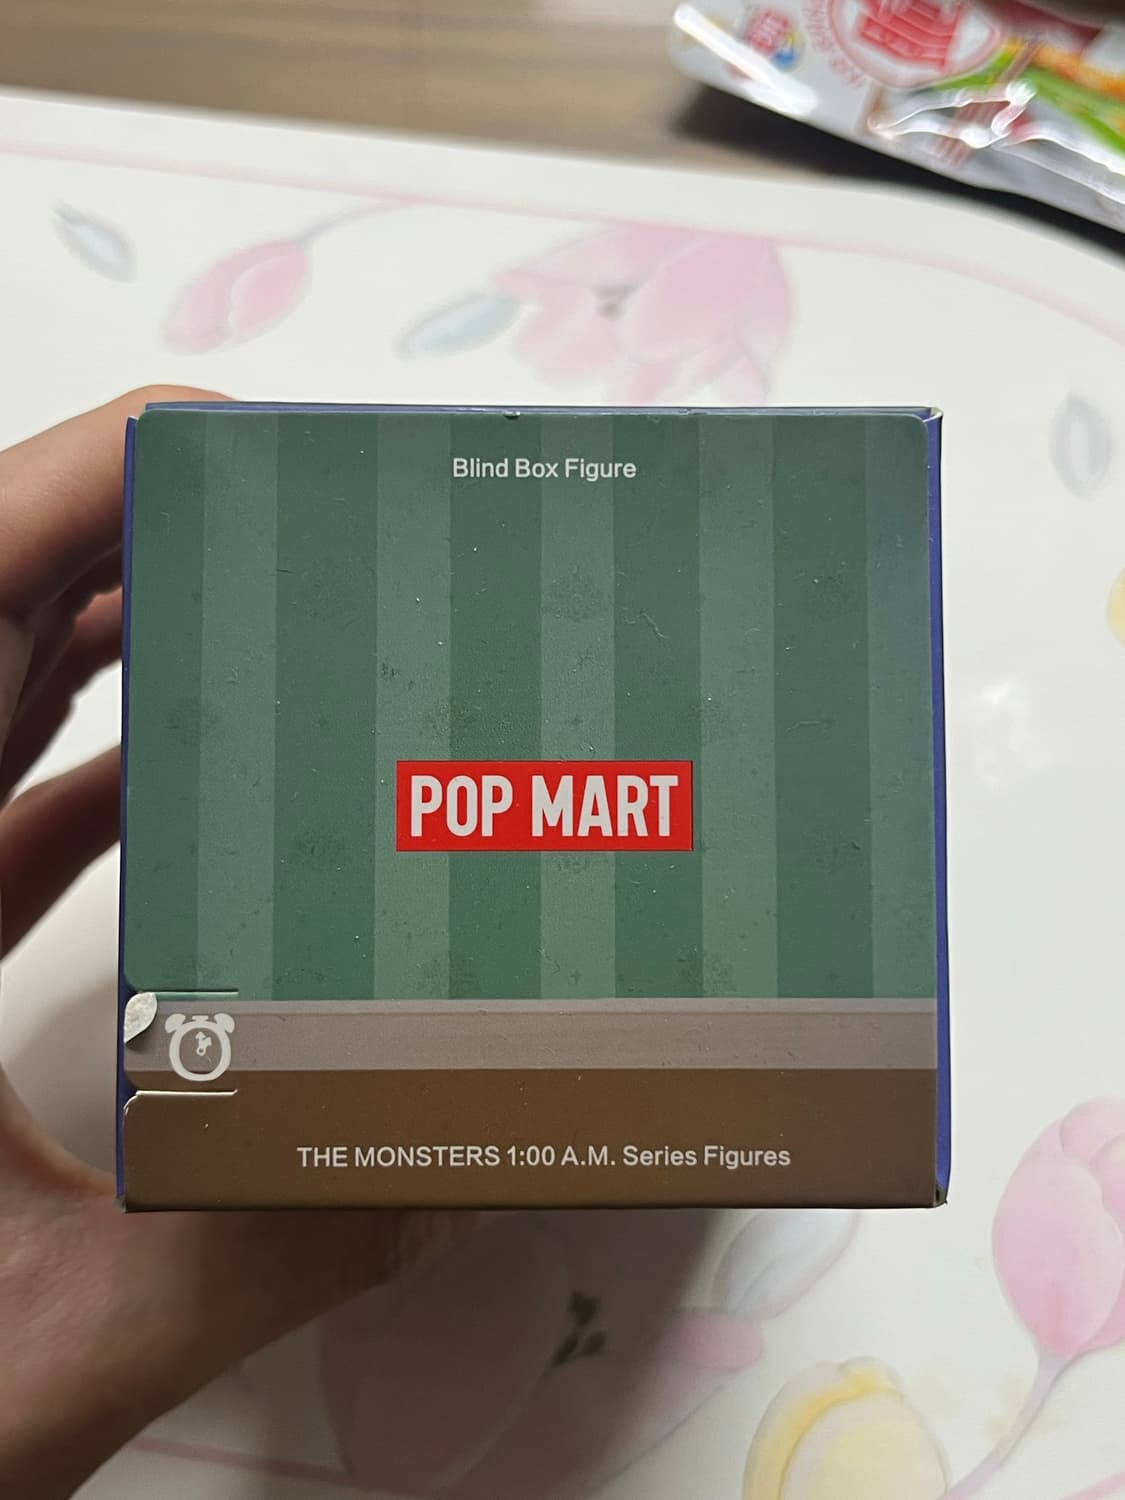 Blind Box Figure
POP MART
THE MONSTERS 1:00 A.M. Series Figures